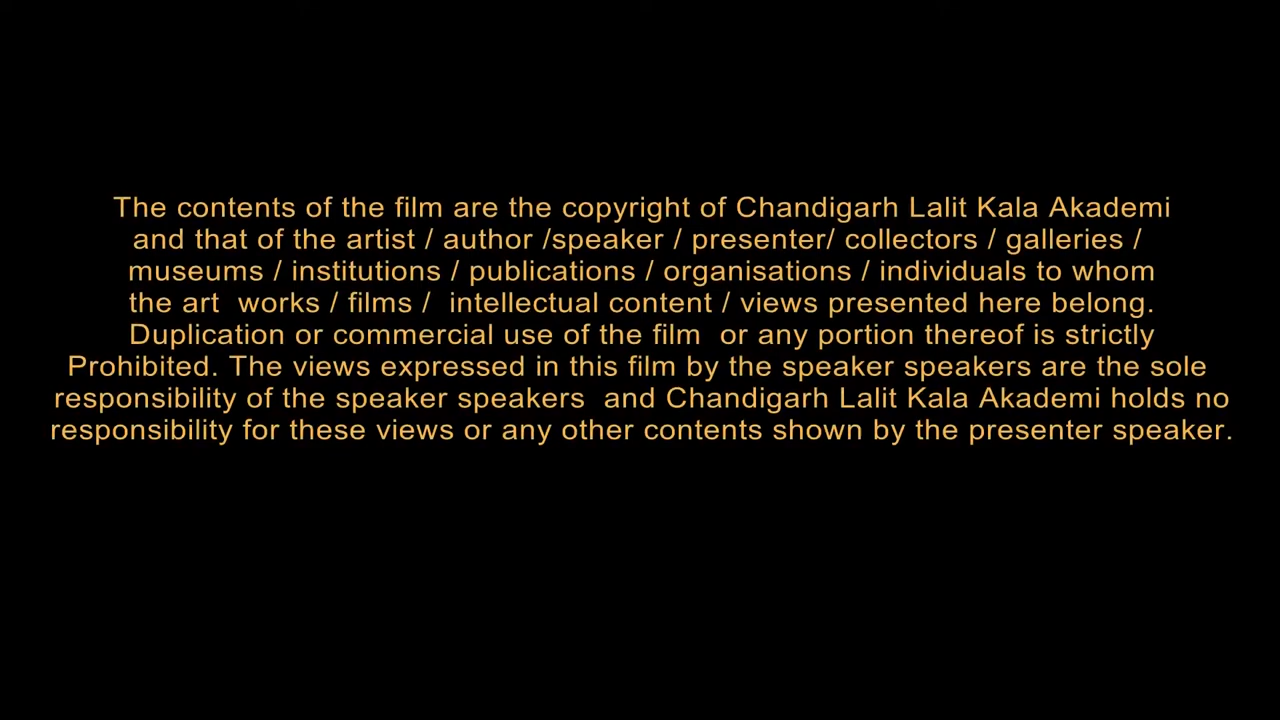 The contents of the film are the copyright of Chandigarh Lalit Kala Akademi
and that of the artist / author /speaker / presenter/ collectors / galleries /
museums / institutions / publications / organisations / individuals to whom
the art  works / films /  intellectual content / views presented here belong.
Duplication or commercial use of the film  or any portion thereof is strictly
Prohibited. The views expressed in this film by the speaker speakers are the sole
responsibility of the speaker speakers  and Chandigarh Lalit Kala Akademi holds no
responsibility for these views or any other contents shown by the presenter speaker.